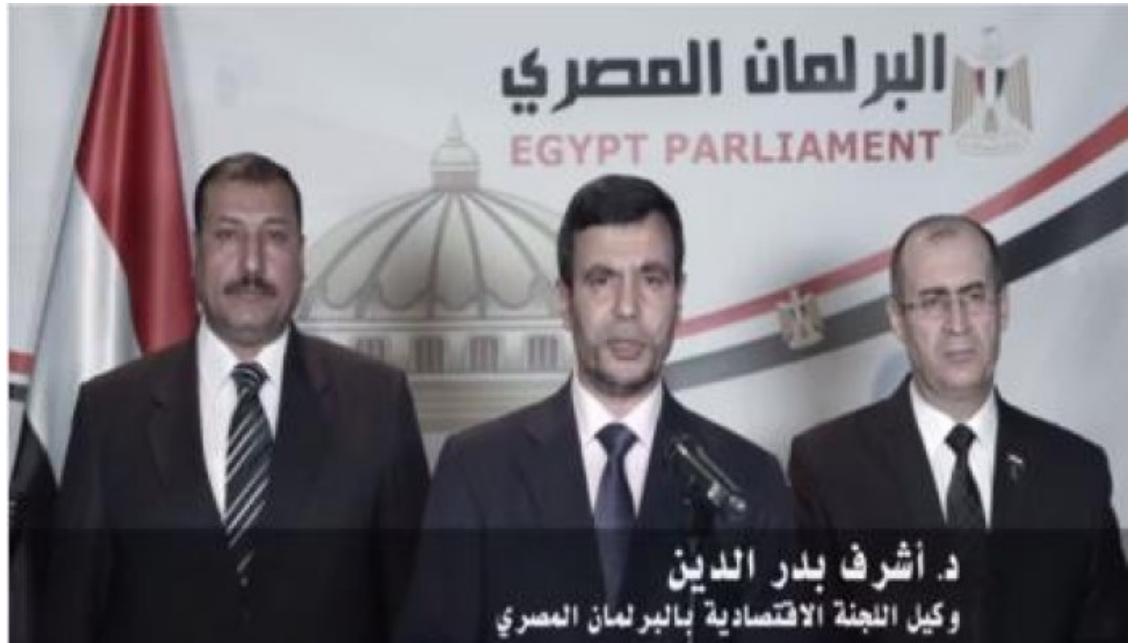 البرلمان المصري
EGYPT PARLIAMENT
د. أشرف بدر الدين
وكيل اللجنة الاقتصادية بالبرلمان المصري